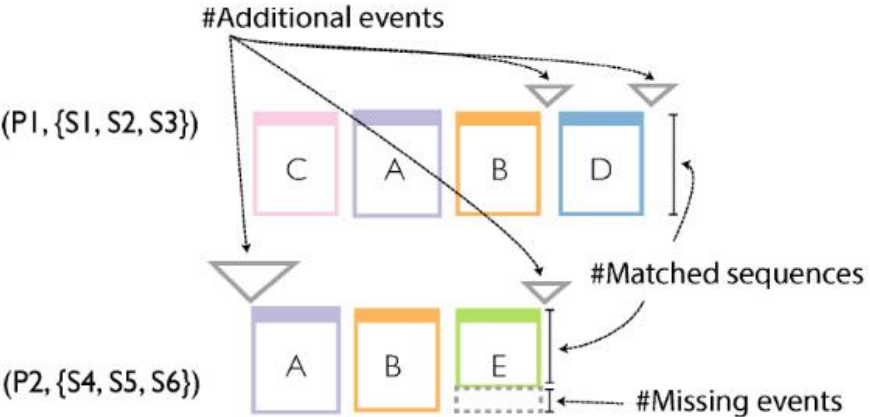 #Additional events
(P1, {S1, S2, S3})
C A B D
#Matched sequences
(P2, {S4, S5, S6})
A B E
#Missing events